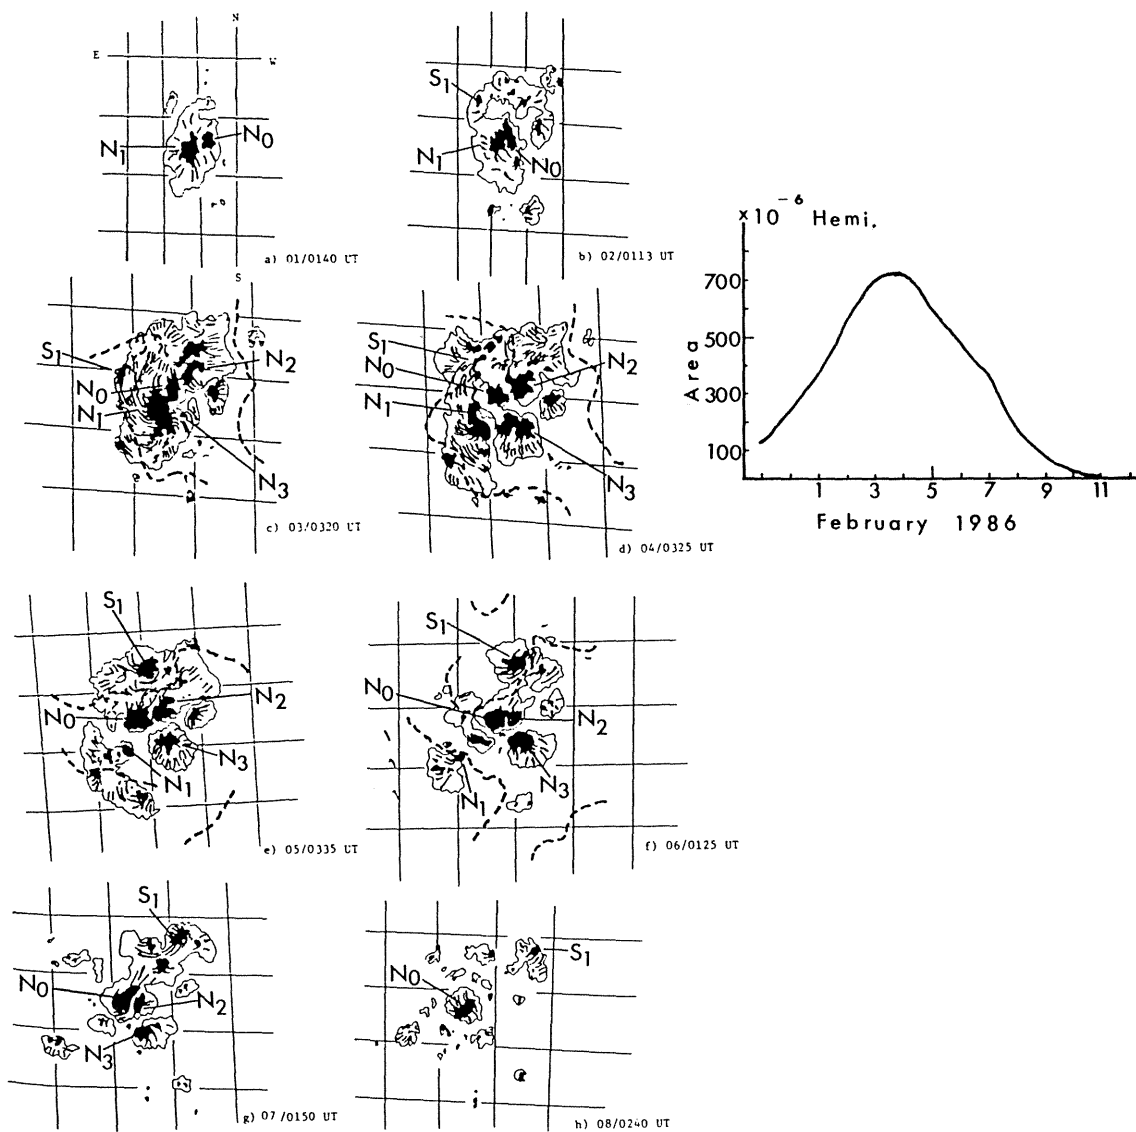 N
E
W
N1
N0
a) 01/0140 UT
S1
N1
N0
b) 02/0113 UT
S
S1
N2
N0
N1
N3
c) 03/0320 UT
S1
N0
N2
N1
N3
d) 04/0325 UT
×10⁻⁶ Hemi.
Area
700
500
300
100
1 3 5 7 9 11
February 1986
S1
N2
N0
N3
N1
e) 05/0335 UT
S1
N0
N2
N3
N1
f) 06/0125 UT
S1
N0
N2
N3
g) 07/0150 UT
S1
N0
h) 08/0240 UT